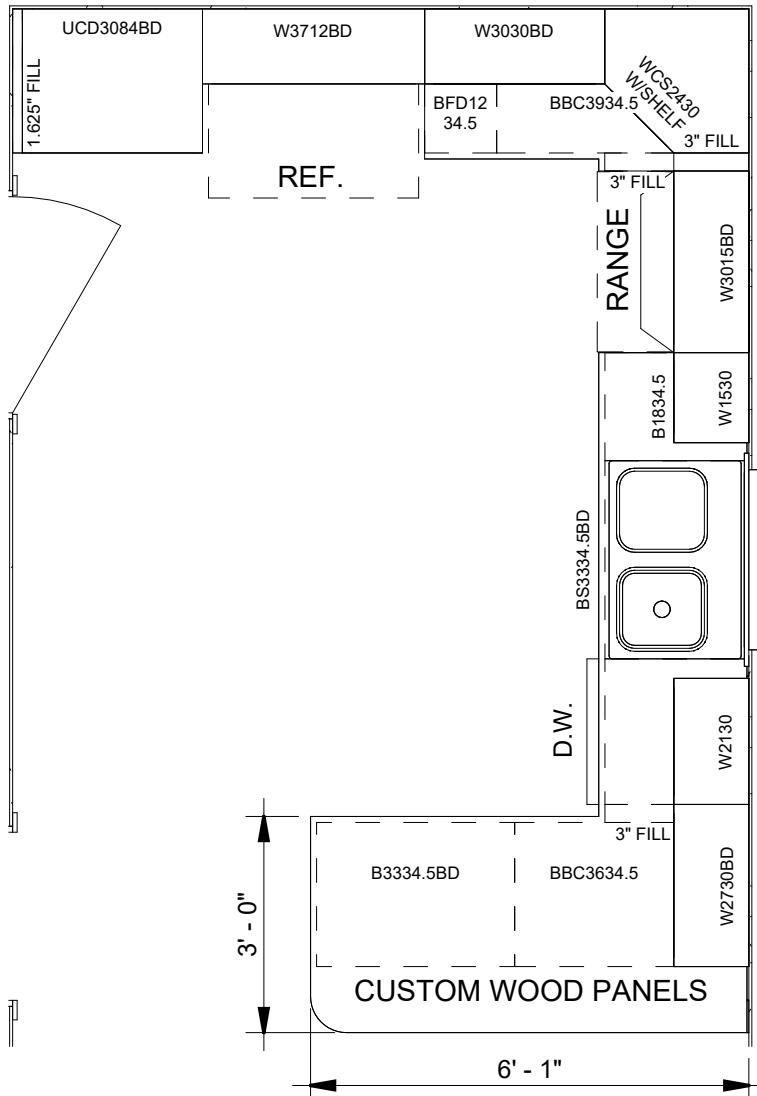 UCD3084BD
W3712BD
W3030BD
1.625" FILL
BFD12
34.5
BBC3934.5
WCS2430
W/SHELF
3" FILL
REF.
3" FILL
RANGE
W3015BD
B1834.5
W1530
BS3334.5BD
D.W.
W2130
3" FILL
B3334.5BD
BBC3634.5
W2730BD
3' - 0"
CUSTOM WOOD PANELS
6' - 1"